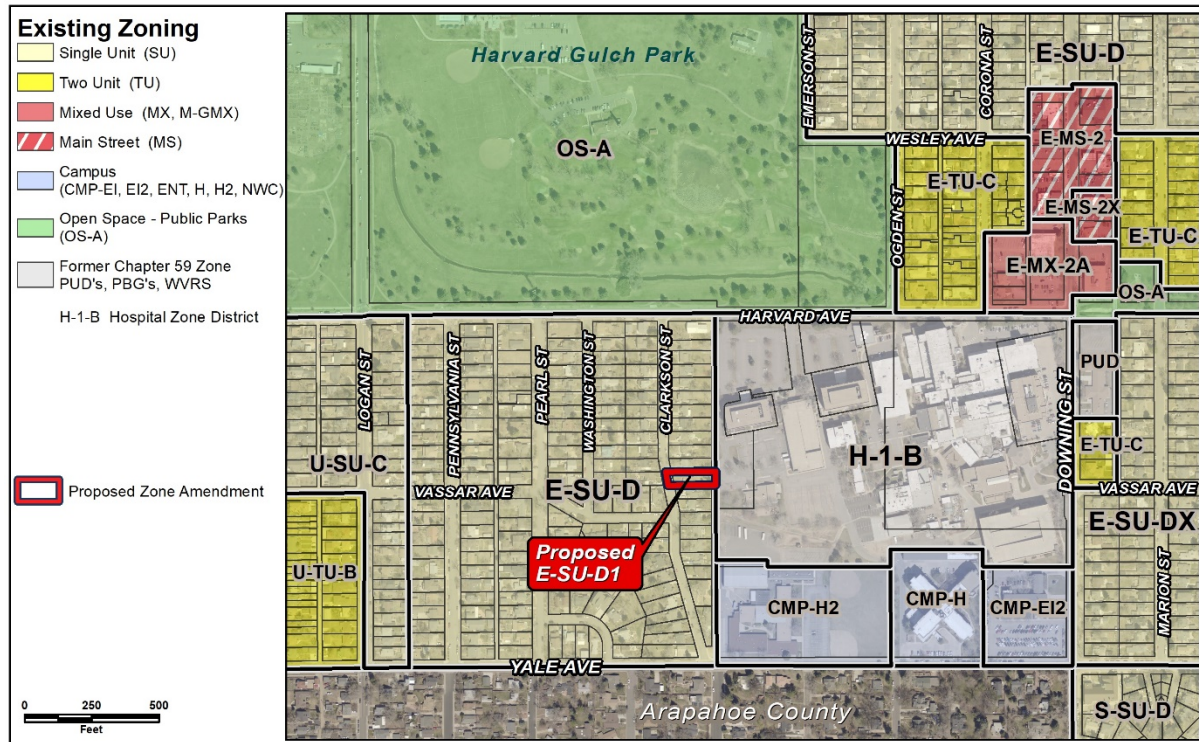 Existing Zoning
Single Unit (SU)
Two Unit (TU)
Mixed Use (MX, M-GMX)
Main Street (MS)
Campus
(CMP-EI, EI2, ENT, H, H2, NWC)
Open Space - Public Parks
(OS-A)
Former Chapter 59 Zone
PUD's, PBG's, WVRS
H-1-B Hospital Zone District
Proposed Zone Amendment
0 250 500
Feet
Harvard Gulch Park
OS-A
EMERSON ST
CORONA ST
E-SU-D
WESLEY AVE
E-MS-2
E-TU-C
OGDEN ST
E-MS-2X
E-TU-C
E-MX-2A
OS-A
HARVARD AVE
LOGAN ST
PENNSYLVANIA ST
PEARL ST
WASHINGTON ST
CLARKSON ST
DOWNING ST
PUD
E-TU-C
H-1-B
U-SU-C
VASSAR AVE
E-SU-D
VASSAR AVE
E-SU-DX
Proposed
E-SU-D1
U-TU-B
CMP-H2
CMP-H
CMP-EI2
MARION ST
YALE AVE
Arapahoe County
S-SU-D